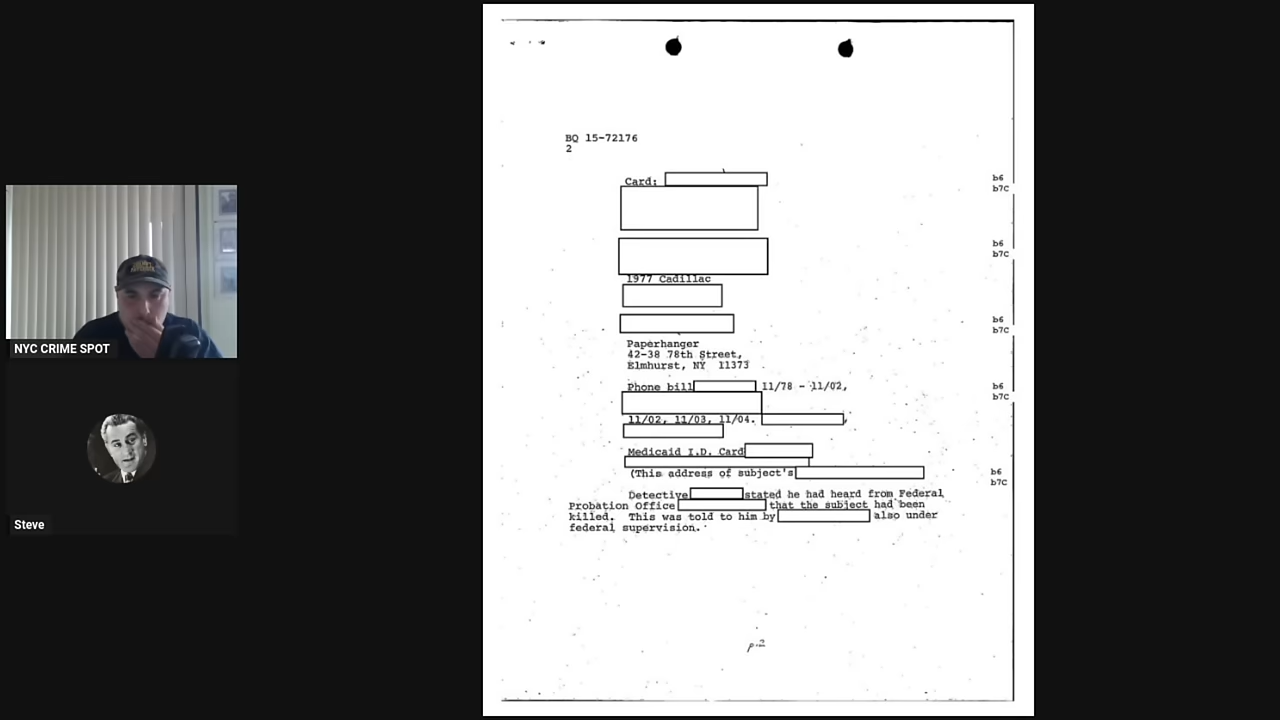 BQ 15-72176
2
Card:
b6
b7C
b6
b7C
1977 Cadillac
b6
b7C
Paperhanger
42-38 78th Street,
Elmhurst, NY 11373
Phone bill 11/78 - 11/02,
b6
b7C
11/02, 11/03, 11/04. ,
Medicaid I.D. Card
(This address of subject's
b6
b7C
Detective stated he had heard from Federal
Probation Office that the subject had been
killed. This was told to him by also under
federal supervision.
p-2
NYC CRIME SPOT
Steve